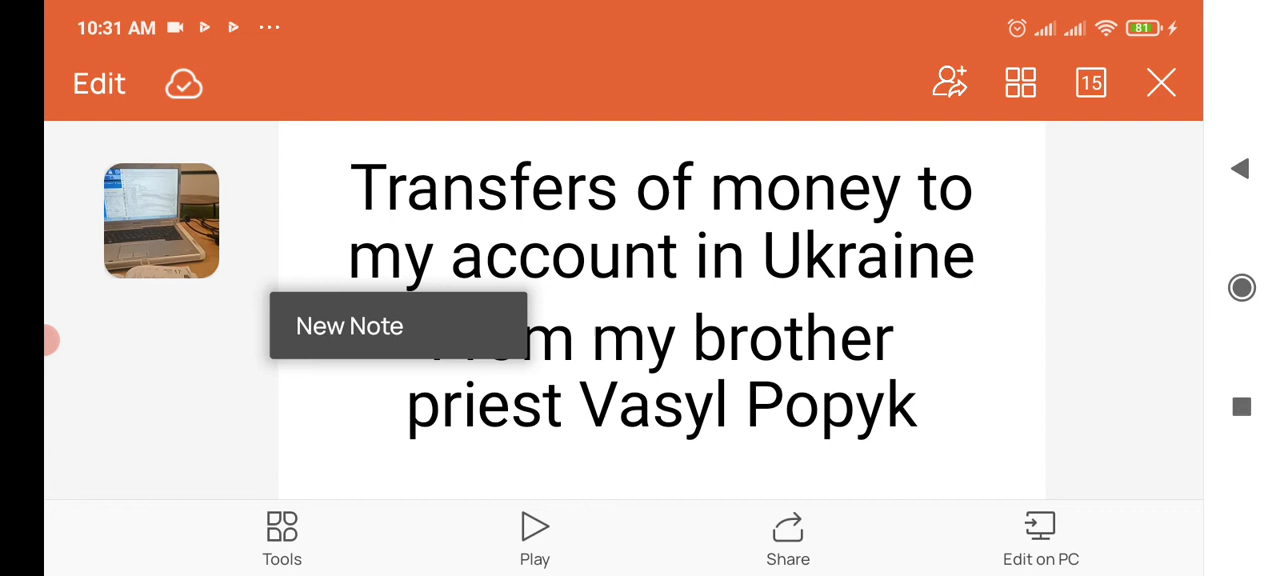 10:31 AM
81
Edit
15
Transfers of money to
my account in Ukraine
New Note
from my brother
priest Vasyl Popyk
Tools
Play
Share
Edit on PC